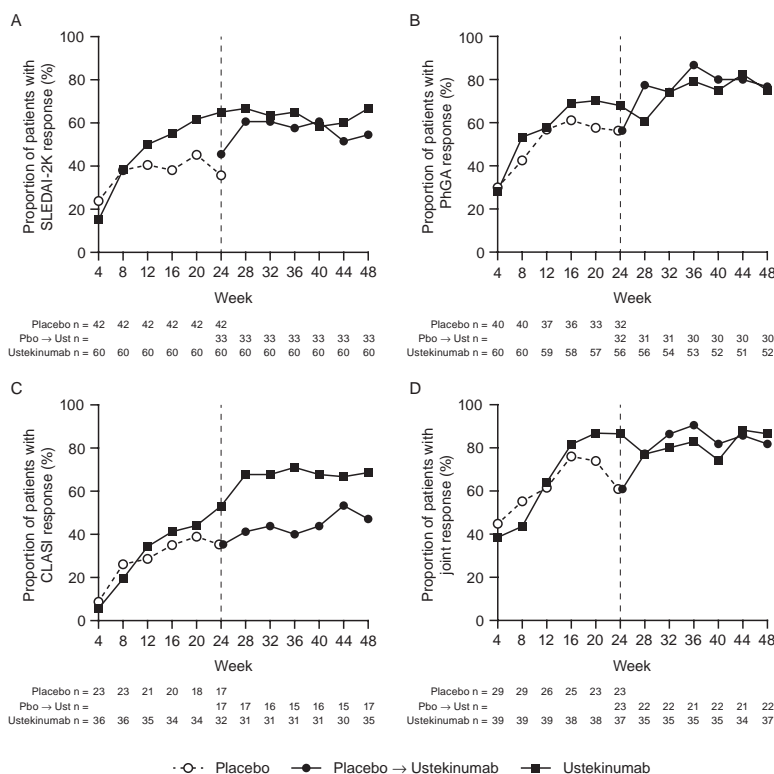 A
Proportion of patients with
SLEDAI-2K response (%)
100
80
60
40
20
0
4 8 12 16 20 24 28 32 36 40 44 48
Week
Placebo n = 42 42 42 42 42 42
Pbo → Ust n = 33 33 33 33 33 33 33
Ustekinumab n = 60 60 60 60 60 60 60 60 60 60 60 60
B
Proportion of patients with
PhGA response (%)
100
80
60
40
20
0
4 8 12 16 20 24 28 32 36 40 44 48
Week
Placebo n = 40 40 37 36 33 32
Pbo → Ust n = 32 31 31 30 30 30 30
Ustekinumab n = 60 60 59 58 57 56 56 54 53 52 51 52
C
Proportion of patients with
CLASI response (%)
100
80
60
40
20
0
4 8 12 16 20 24 28 32 36 40 44 48
Week
Placebo n = 23 23 21 20 18 17
Pbo → Ust n = 17 17 16 15 16 15 17
Ustekinumab n = 36 36 35 34 34 32 31 31 31 31 30 35
D
Proportion of patients with
joint response (%)
100
80
60
40
20
0
4 8 12 16 20 24 28 32 36 40 44 48
Week
Placebo n = 29 29 26 25 23 23
Pbo → Ust n = 23 22 22 21 22 21 22
Ustekinumab n = 39 39 39 38 38 37 35 35 35 35 34 37
Placebo Placebo → Ustekinumab Ustekinumab